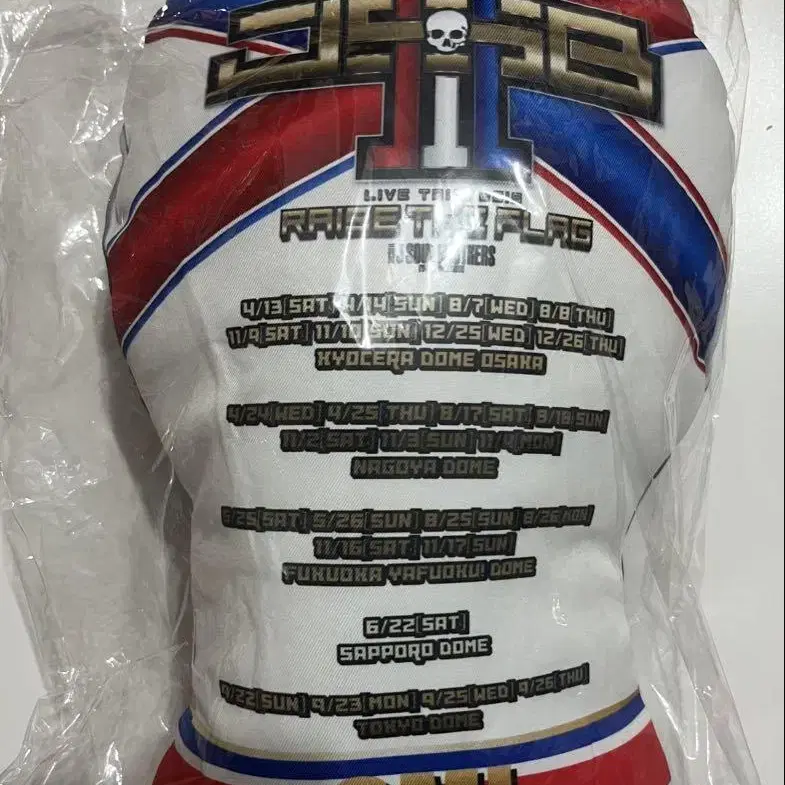 LIVE TOUR 2019
RAISE THE FLAG
J SOUL BROTHERS
4/13[SAT] 4/14[SUN] 8/7[WED] 8/8[THU]
11/9[SAT] 11/10[SUN] 12/25[WED] 12/26[THU]
KYOCERA DOME OSAKA
4/24[WED] 4/25[THU] 8/17[SAT] 8/18[SUN]
11/2[SAT] 11/3[SUN] 11/4[MON]
NAGOYA DOME
5/25[SAT] 5/26[SUN] 8/25[SUN] 8/26[MON]
11/16[SAT] 11/17[SUN]
FUKUOKA YAFUOKU! DOME
6/22[SAT]
SAPPORO DOME
9/22[SUN] 9/23[MON] 9/25[WED] 9/26[THU]
TOKYO DOME